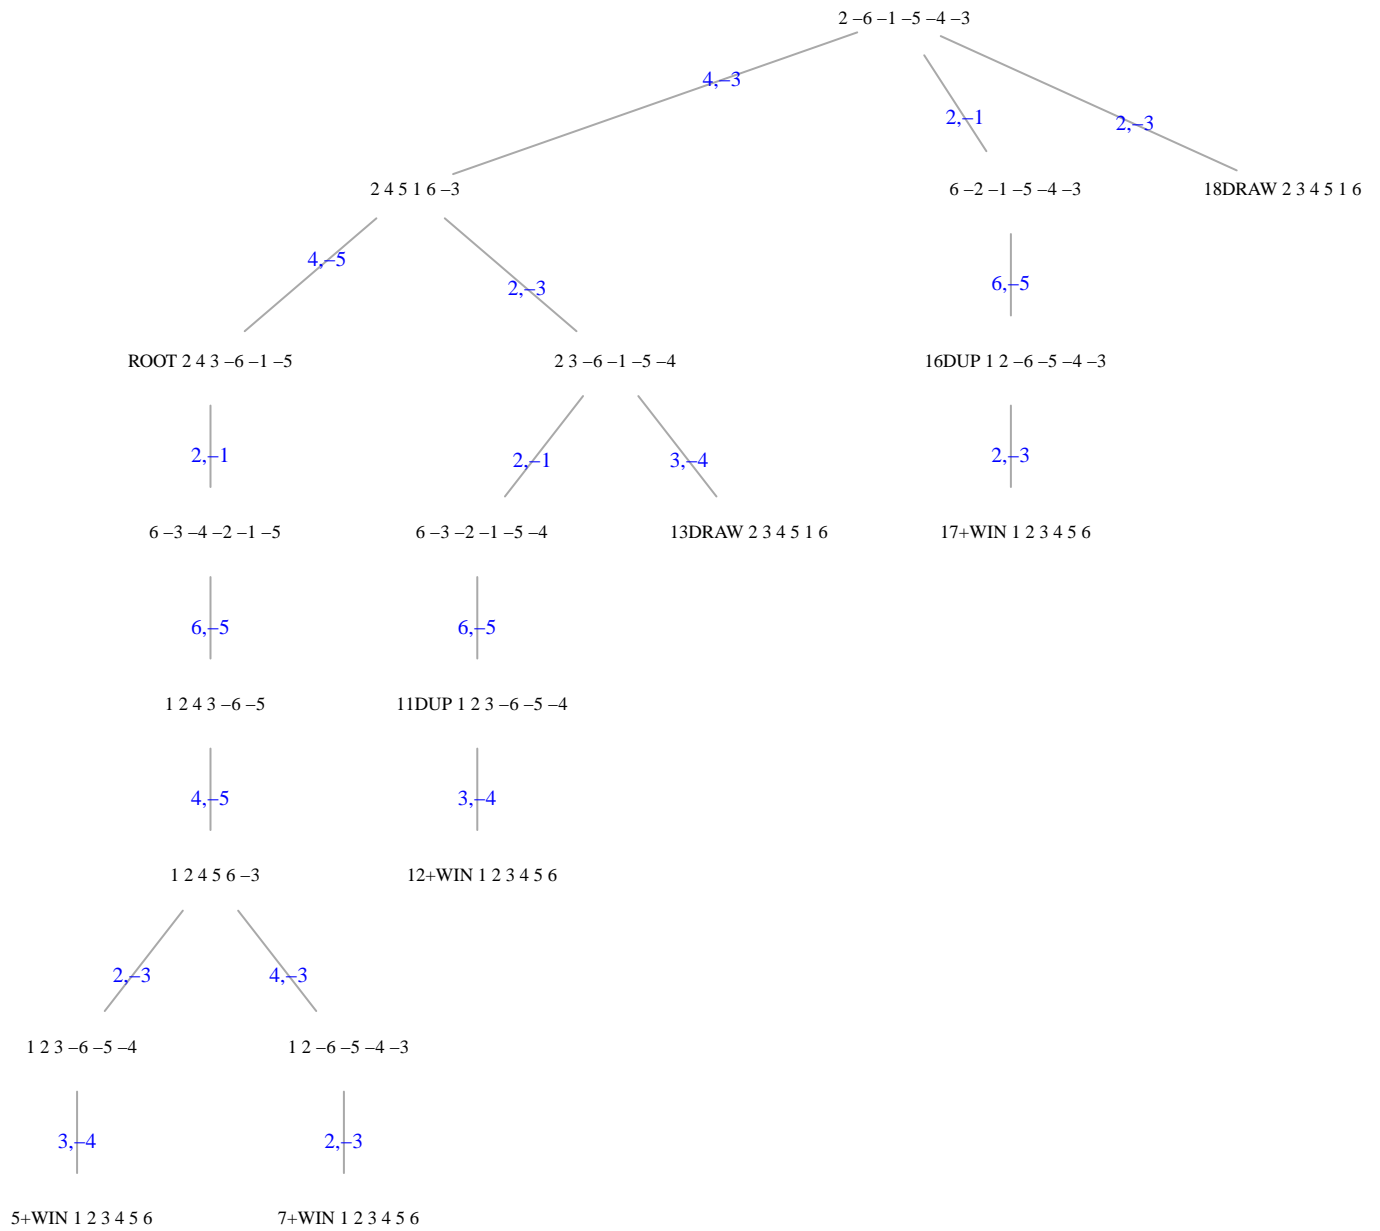 2 –6 –1 –5 –4 –3
4,–3
2,–1
2,–3
2 4 5 1 6 –3
6 –2 –1 –5 –4 –3
18DRAW 2 3 4 5 1 6
4,–5
2,–3
6,–5
ROOT 2 4 3 –6 –1 –5
2 3 –6 –1 –5 –4
16DUP 1 2 –6 –5 –4 –3
2,–1
2,–1
3,–4
2,–3
6 –3 –4 –2 –1 –5
6 –3 –2 –1 –5 –4
13DRAW 2 3 4 5 1 6
17+WIN 1 2 3 4 5 6
6,–5
6,–5
1 2 4 3 –6 –5
11DUP 1 2 3 –6 –5 –4
4,–5
3,–4
1 2 4 5 6 –3
12+WIN 1 2 3 4 5 6
2,–3
4,–3
1 2 3 –6 –5 –4
1 2 –6 –5 –4 –3
3,–4
2,–3
5+WIN 1 2 3 4 5 6
7+WIN 1 2 3 4 5 6